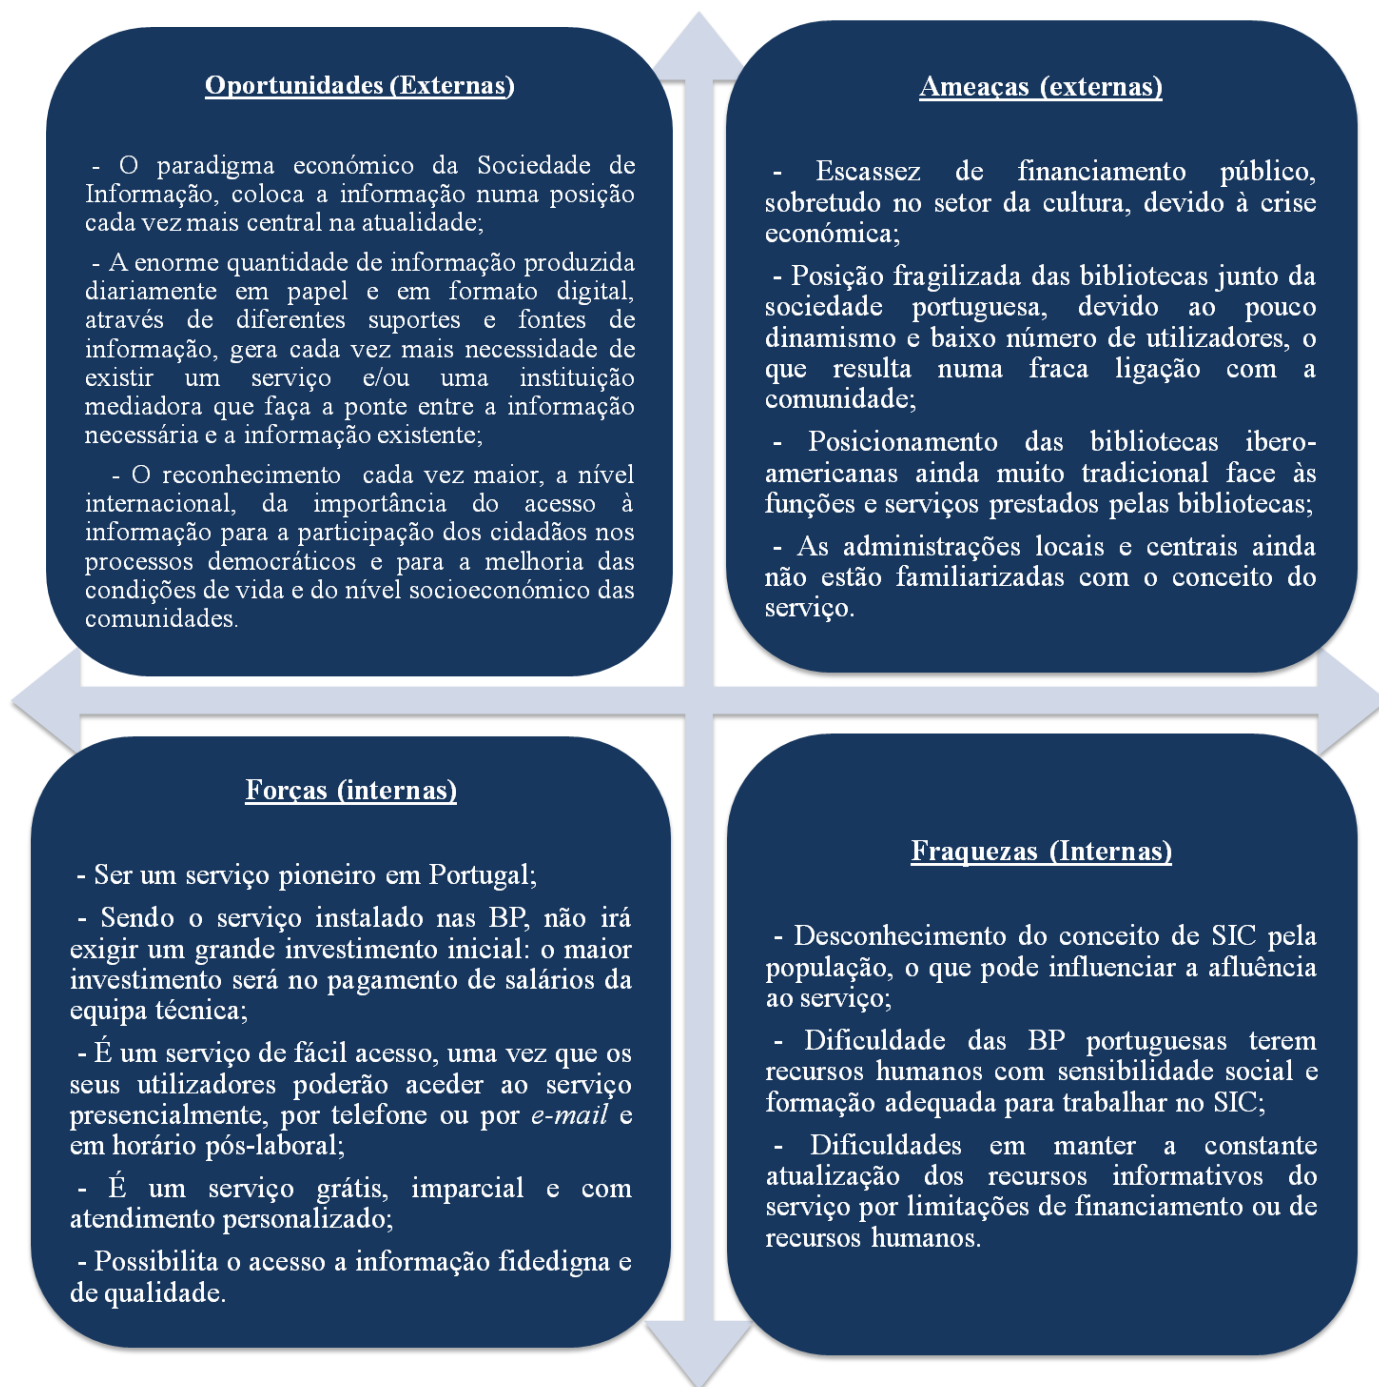 Oportunidades (Externas)
- O paradigma económico da Sociedade de
Informação, coloca a informação numa posição
cada vez mais central na atualidade;
- A enorme quantidade de informação produzida
diariamente em papel e em formato digital,
através de diferentes suportes e fontes de
informação, gera cada vez mais necessidade de
existir um serviço e/ou uma instituição
mediadora que faça a ponte entre a informação
necessária e a informação existente;
- O reconhecimento cada vez maior, a nível
internacional, da importância do acesso à
informação para a participação dos cidadãos nos
processos democráticos e para a melhoria das
condições de vida e do nível socioeconómico das
comunidades.
Ameaças (externas)
- Escassez de financiamento público,
sobretudo no setor da cultura, devido à crise
económica;
- Posição fragilizada das bibliotecas junto da
sociedade portuguesa, devido ao pouco
dinamismo e baixo número de utilizadores, o
que resulta numa fraca ligação com a
comunidade;
- Posicionamento das bibliotecas ibero-
americanas ainda muito tradicional face às
funções e serviços prestados pelas bibliotecas;
- As administrações locais e centrais ainda
não estão familiarizadas com o conceito do
serviço.
Forças (internas)
- Ser um serviço pioneiro em Portugal;
- Sendo o serviço instalado nas BP, não irá
exigir um grande investimento inicial: o maior
investimento será no pagamento de salários da
equipa técnica;
- É um serviço de fácil acesso, uma vez que os
seus utilizadores poderão aceder ao serviço
presencialmente, por telefone ou por e-mail e
em horário pós-laboral;
- É um serviço grátis, imparcial e com
atendimento personalizado;
- Possibilita o acesso a informação fidedigna e
de qualidade.
Fraquezas (Internas)
- Desconhecimento do conceito de SIC pela
população, o que pode influenciar a afluência
ao serviço;
- Dificuldade das BP portuguesas terem
recursos humanos com sensibilidade social e
formação adequada para trabalhar no SIC;
- Dificuldades em manter a constante
atualização dos recursos informativos do
serviço por limitações de financiamento ou de
recursos humanos.